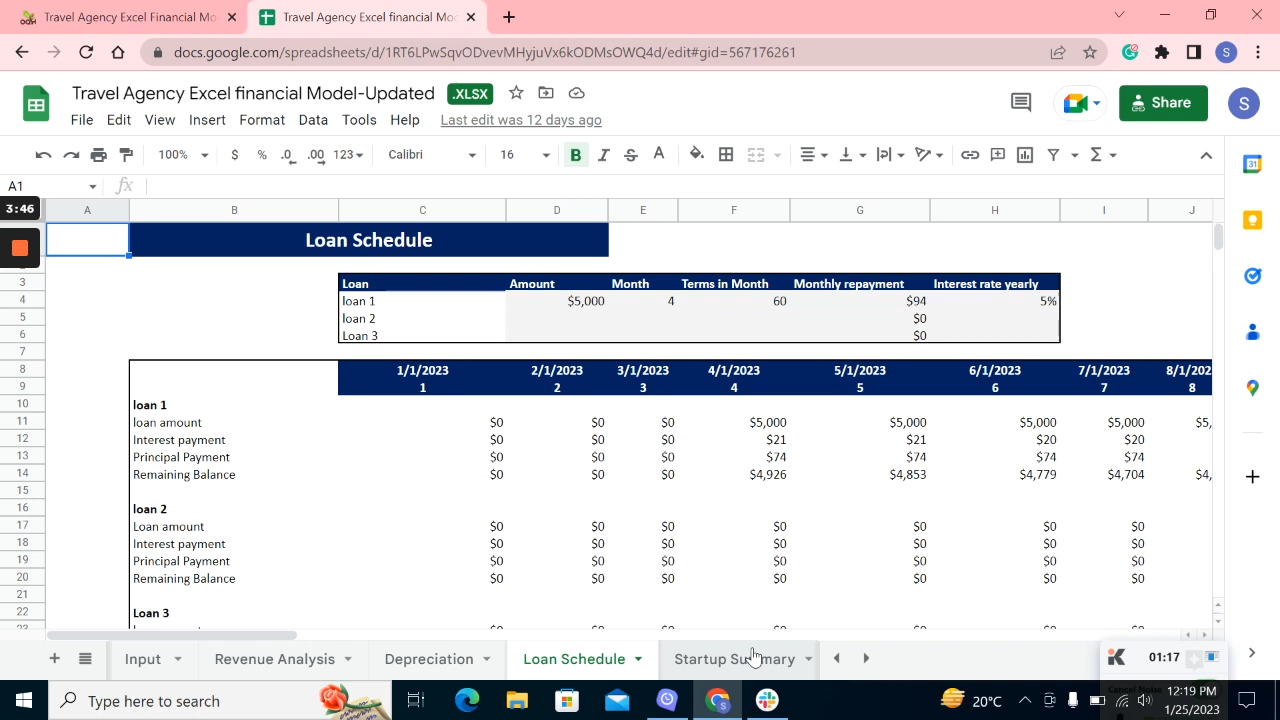 Travel Agency Excel Financial Mo
Travel Agency Excel financial Mo
docs.google.com/spreadsheets/d/1RT6LPwSqvODvevMHyjuVx6kODMsOWQ4d/edit#gid=567176261
S
Travel Agency Excel financial Model-Updated .XLSX
Share
S
File Edit View Insert Format Data Tools Help Last edit was 12 days ago
100% $ % .0 .00 123 Calibri 16 B I S A Σ
31
A1 fx
3:46
A B C D E F G H I J
Loan Schedule
3 Loan Amount Month Terms in Month Monthly repayment Interest rate yearly
4 loan 1 $5,000 4 60 $94 5%
5 loan 2 $0
6 Loan 3 $0
7
8 1/1/2023 2/1/2023 3/1/2023 4/1/2023 5/1/2023 6/1/2023 7/1/2023 8/1/202
9 1 2 3 4 5 6 7 8
10 loan 1
11 loan amount $0 $0 $0 $5,000 $5,000 $5,000 $5,000 $5,
12 Interest payment $0 $0 $0 $21 $21 $20 $20
13 Principal Payment $0 $0 $0 $74 $74 $74 $74
14 Remaining Balance $0 $0 $0 $4,926 $4,853 $4,779 $4,704 $4,
15
16 loan 2
17 Loan amount $0 $0 $0 $0 $0 $0 $0
18 Interest payment $0 $0 $0 $0 $0 $0 $0
19 Principal Payment $0 $0 $0 $0 $0 $0 $0
20 Remaining Balance $0 $0 $0 $0 $0 $0 $0
21
22 Loan 3
Input Revenue Analysis Depreciation Loan Schedule Startup Summary
01:17
Cancel Noise
Type here to search
20°C
12:19 PM
1/25/2023